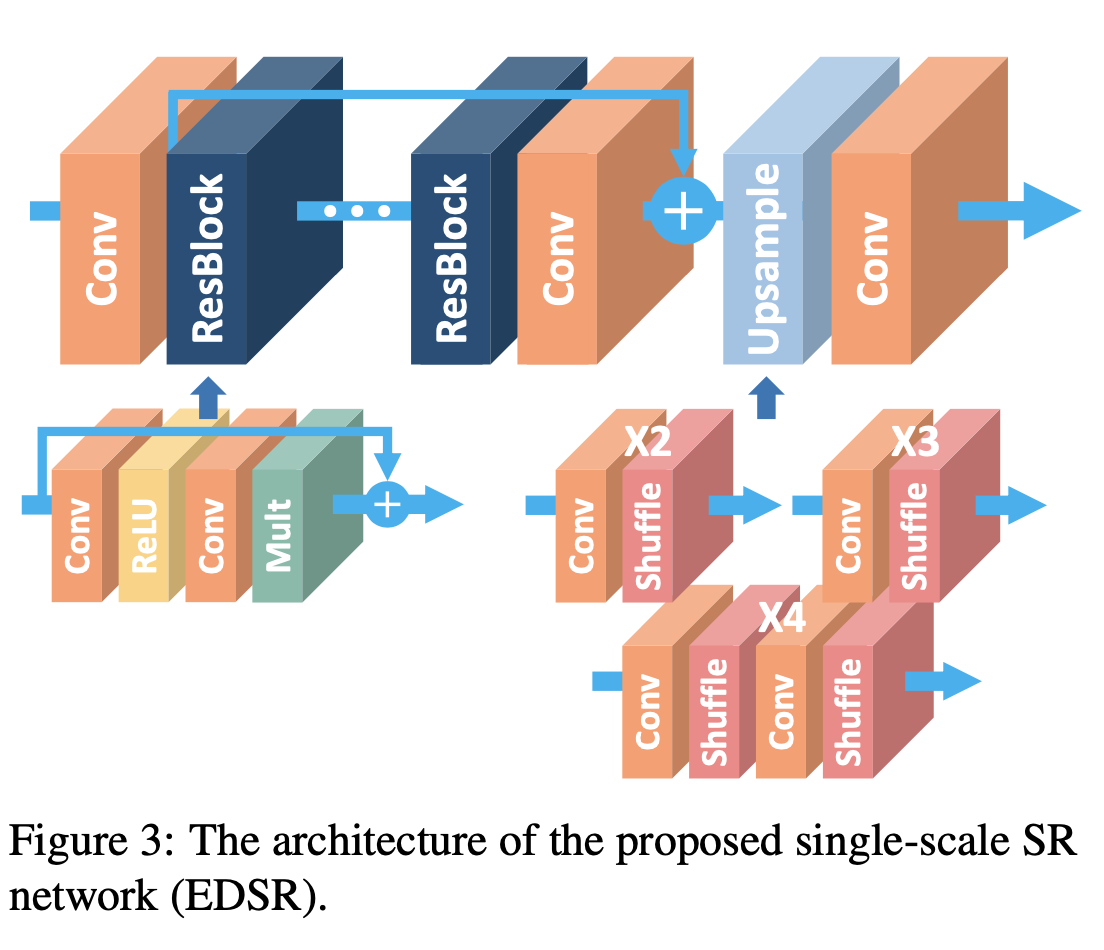 Conv
ResBlock
ResBlock
Conv
Upsample
Conv
Conv
ReLU
Conv
Mult
X2
Conv
Shuffle
X3
Conv
Shuffle
X4
Conv
Shuffle
Conv
Shuffle
Figure 3: The architecture of the proposed single-scale SR
network (EDSR).